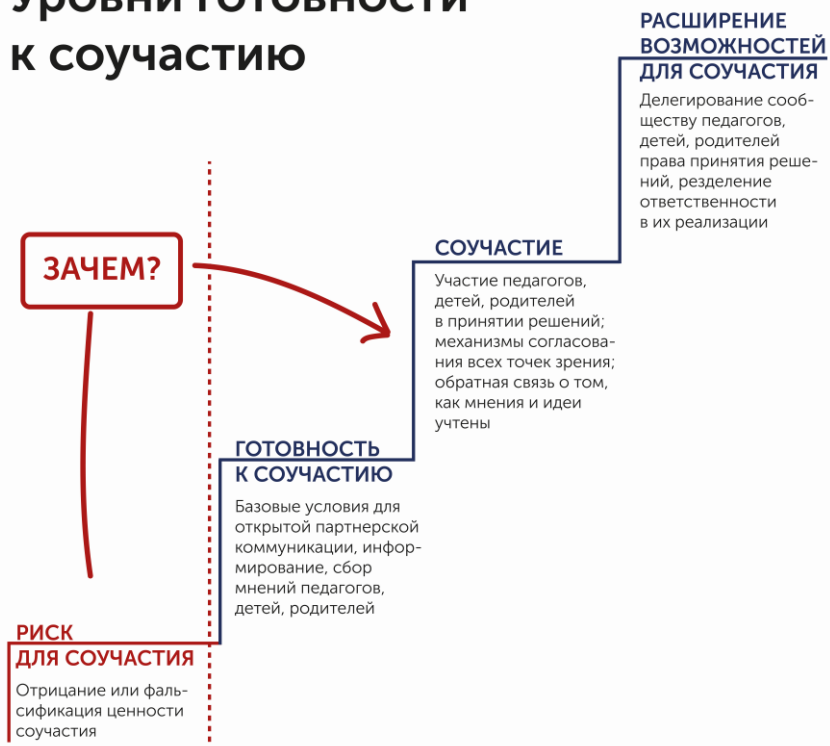 Уровни готовности
к соучастию
РАСШИРЕНИЕ
ВОЗМОЖНОСТЕЙ
ДЛЯ СОУЧАСТИЯ
Делегирование сооб-
ществу педагогов,
детей, родителей
права принятия реше-
ний, резделение
ответственности
в их реализации
ЗАЧЕМ?
СОУЧАСТИЕ
Участие педагогов,
детей, родителей
в принятии решений;
механизмы согласова-
ния всех точек зрения;
обратная связь о том,
как мнения и идеи
учтены
ГОТОВНОСТЬ
К СОУЧАСТИЮ
Базовые условия для
открытой партнерской
коммуникации, инфор-
мирование, сбор
мнений педагогов,
детей, родителей
РИСК
ДЛЯ СОУЧАСТИЯ
Отрицание или фаль-
сификация ценности
соучастия